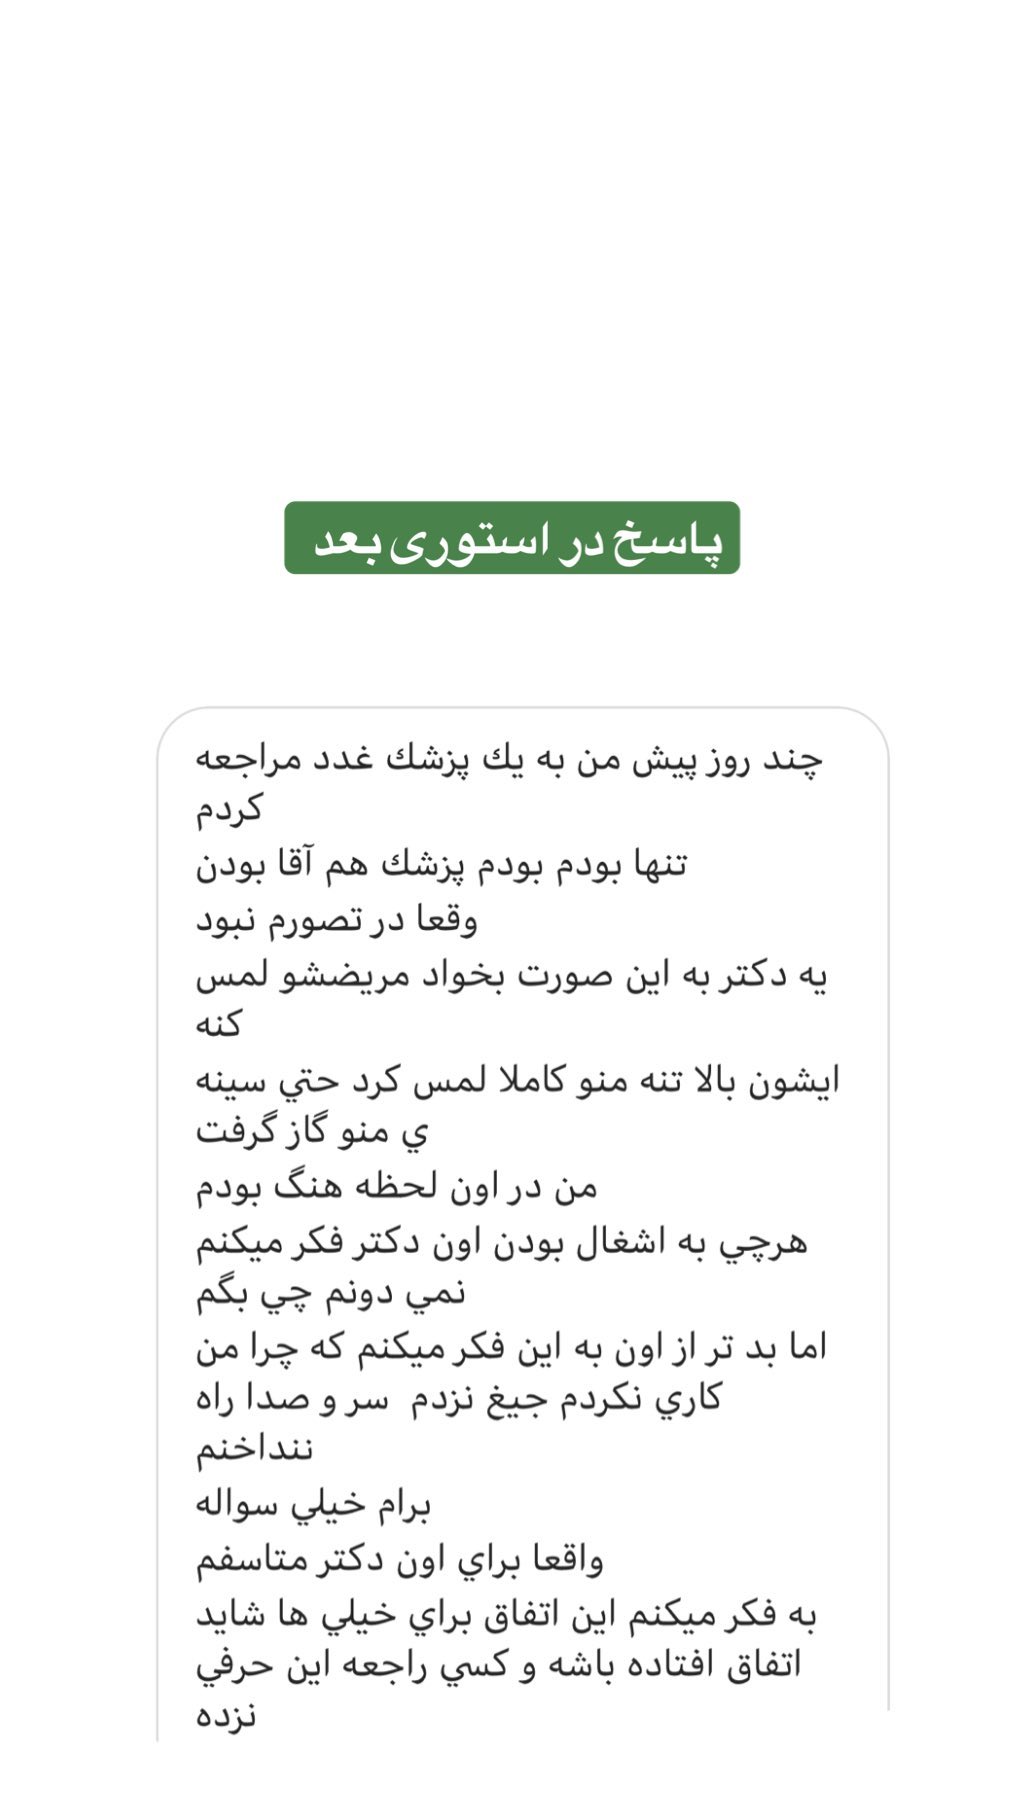 پاسخ در استوری بعد
چند روز پيش من به يك پزشك غدد مراجعه
كردم
تنها بودم بودم پزشك هم آقا بودن
وقعا در تصورم نبود
يه دكتر به اين صورت بخواد مريضشو لمس
كنه
ايشون بالا تنه منو كاملا لمس كرد حتي سينه
ي منو گاز گرفت
من در اون لحظه هنگ بودم
هرچي به اشغال بودن اون دكتر فكر ميكنم
نمي دونم چي بگم
اما بد تر از اون به اين فكر ميكنم كه چرا من
كاري نكردم جيغ نزدم  سر و صدا راه
ننداخنم
برام خيلي سواله
واقعا براي اون دكتر متاسفم
به فكر ميكنم اين اتفاق براي خيلي ها شايد
اتفاق افتاده باشه و كسي راجعه اين حرفي
نزده